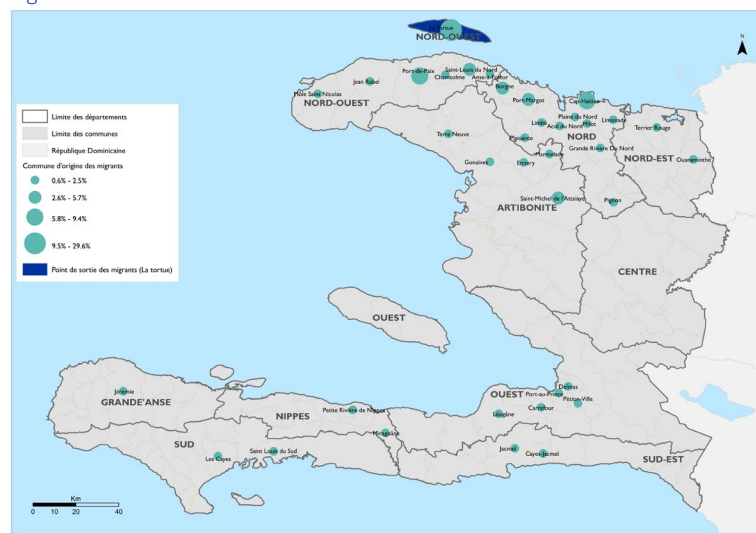 N
La Tortue
NORD-OUEST
Port-de-Paix
Saint-Louis du Nord
Chansolme
Anse-à-Foleur
Jean Rabel
Borgne
Môle Saint Nicolas
Port-Margot
Cap-Haïtien
NORD-OUEST
Plaine du Nord
Limonade
Limbé
Acul du Nord
Milot
Terrier Rouge
Terre Neuve
NORD
Plaisance
Grande Rivière Du Nord
Marmelade
NORD-EST
Gonaïves
Ennery
Ouanaminthe
Saint-Michel de l'Attalaye
Pignon
ARTIBONITE
CENTRE
Limite des départements
Limite des communes
République Dominicaine
Commune d'origine des migrants
0.6% - 2.5%
2.6% - 5.7%
5.8% - 9.4%
9.5% - 29.6%
Point de sortie des migrants (La tortue)
OUEST
Jérémie
Delmas
GRANDE'ANSE
OUEST
Port-au-Prince
Pétion-Ville
Petite Rivière de Nippes
Carrefour
NIPPES
Léogâne
Miragoâne
SUD
Jacmel
Saint Louis du Sud
Cayes-Jacmel
Les Cayes
SUD-EST
Km
0 10 20 40